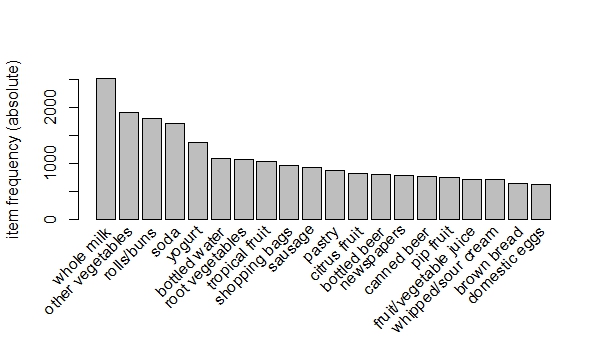 item frequency (absolute)
2000
1000
0
whole milk
other vegetables
rolls/buns
soda
yogurt
bottled water
root vegetables
tropical fruit
shopping bags
sausage
pastry
citrus fruit
bottled beer
newspapers
canned beer
pip fruit
fruit/vegetable juice
whipped/sour cream
brown bread
domestic eggs